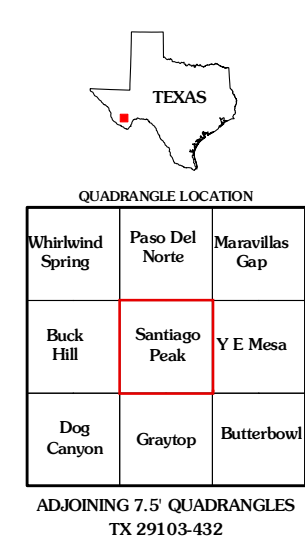 TEXAS
QUADRANGLE LOCATION
Whirlwind
Spring
Paso Del
Norte
Maravillas
Gap
Buck
Hill
Santiago
Peak
Y E Mesa
Dog
Canyon
Graytop
Butterbowl
ADJOINING 7.5' QUADRANGLES
TX 29103-432